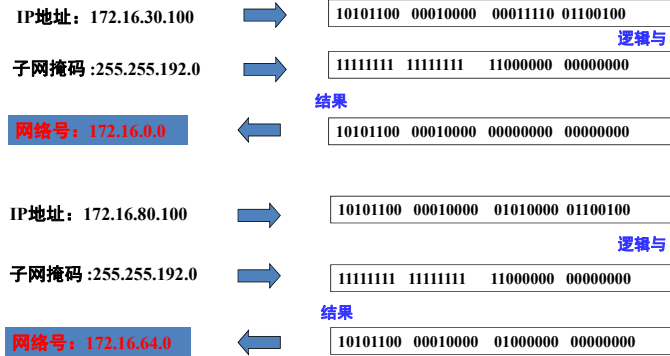 IP地址：172.16.30.100
10101100 00010000 00011110 01100100
逻辑与
子网掩码 :255.255.192.0
11111111 11111111 11000000 00000000
结果
网络号：172.16.0.0
10101100 00010000 00000000 00000000
IP地址：172.16.80.100
10101100 00010000 01010000 01100100
逻辑与
子网掩码 :255.255.192.0
11111111 11111111 11000000 00000000
结果
网络号：172.16.64.0
10101100 00010000 01000000 00000000